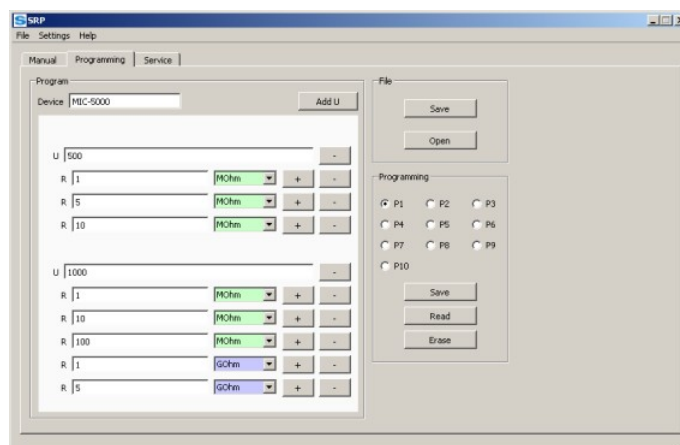 SRP
File Settings Help
Manual Programming Service
Program
Device MIC-5000 Add U
U 500 -
R 1 MOhm + -
R 5 MOhm + -
R 10 MOhm + -
U 1000 -
R 1 MOhm + -
R 10 MOhm + -
R 100 MOhm + -
R 1 GOhm + -
R 5 GOhm + -
File
Save
Open
Programming
P1 P2 P3
P4 P5 P6
P7 P8 P9
P10
Save
Read
Erase